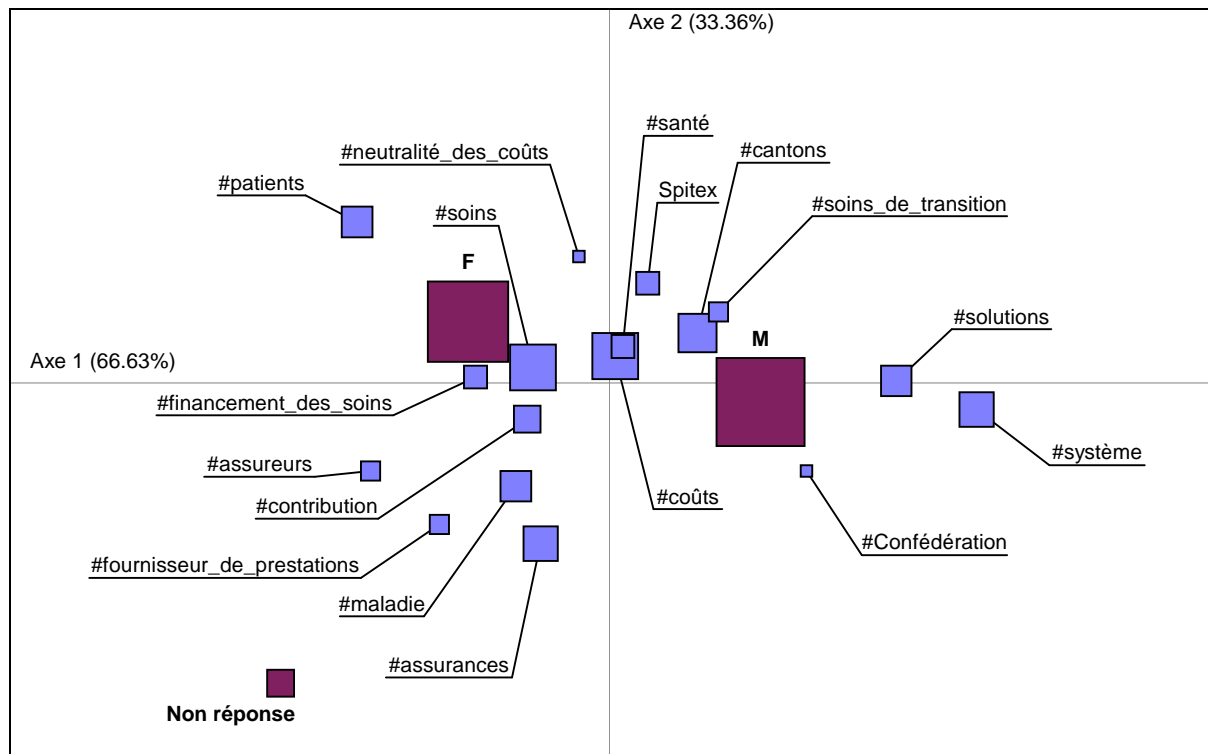 Axe 2 (33.36%)
#santé
#neutralité_des_coûts
#cantons
#patients
Spitex
#soins
#soins_de_transition
F
#solutions
M
Axe 1 (66.63%)
#financement_des_soins
#assureurs
#système
#contribution
#coûts
#Confédération
#fournisseur_de_prestations
#maladie
#assurances
Non réponse